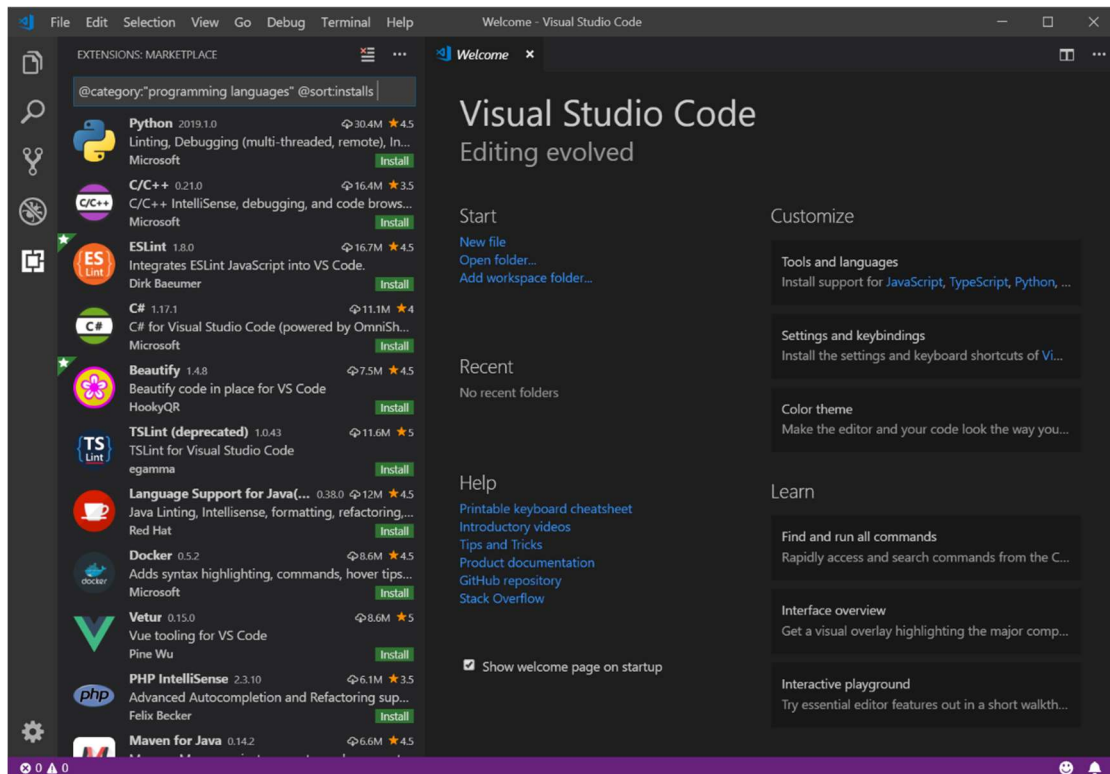 File Edit Selection View Go Debug Terminal Help Welcome - Visual Studio Code
EXTENSIONS: MARKETPLACE
@category:"programming languages" @sort:installs
Python 2019.1.0 30.4M ★4.5
Linting, Debugging (multi-threaded, remote), In...
Microsoft Install
C/C++
C/C++ 0.21.0 16.4M ★3.5
C/C++ IntelliSense, debugging, and code brows...
Microsoft Install
ES
Lint
ESLint 1.8.0 16.7M ★4.5
Integrates ESLint JavaScript into VS Code.
Dirk Baeumer Install
C#
C# 1.17.1 11.1M ★4
C# for Visual Studio Code (powered by OmniSh...
Microsoft Install
Beautify 1.4.8 7.5M ★4.5
Beautify code in place for VS Code
HookyQR Install
{TS}
Lint
TSLint (deprecated) 1.0.43 11.6M ★5
TSLint for Visual Studio Code
egamma Install
Language Support for Java(... 0.38.0 12M ★4.5
Java Linting, Intellisense, formatting, refactoring,...
Red Hat Install
docker
Docker 0.5.2 8.6M ★4.5
Adds syntax highlighting, commands, hover tips...
Microsoft Install
Vetur 0.15.0 8.6M ★5
Vue tooling for VS Code
Pine Wu Install
php
PHP IntelliSense 2.3.10 6.1M ★3.5
Advanced Autocompletion and Refactoring sup...
Felix Becker Install
Maven for Java 0.14.2 6.6M ★4.5
Welcome
Visual Studio Code
Editing evolved
Start
New file
Open folder...
Add workspace folder...
Recent
No recent folders
Help
Printable keyboard cheatsheet
Introductory videos
Tips and Tricks
Product documentation
GitHub repository
Stack Overflow
Show welcome page on startup
Customize
Tools and languages
Install support for JavaScript, TypeScript, Python, ...
Settings and keybindings
Install the settings and keyboard shortcuts of Vi...
Color theme
Make the editor and your code look the way you...
Learn
Find and run all commands
Rapidly access and search commands from the C...
Interface overview
Get a visual overlay highlighting the major comp...
Interactive playground
Try essential editor features out in a short walkth...
0 0